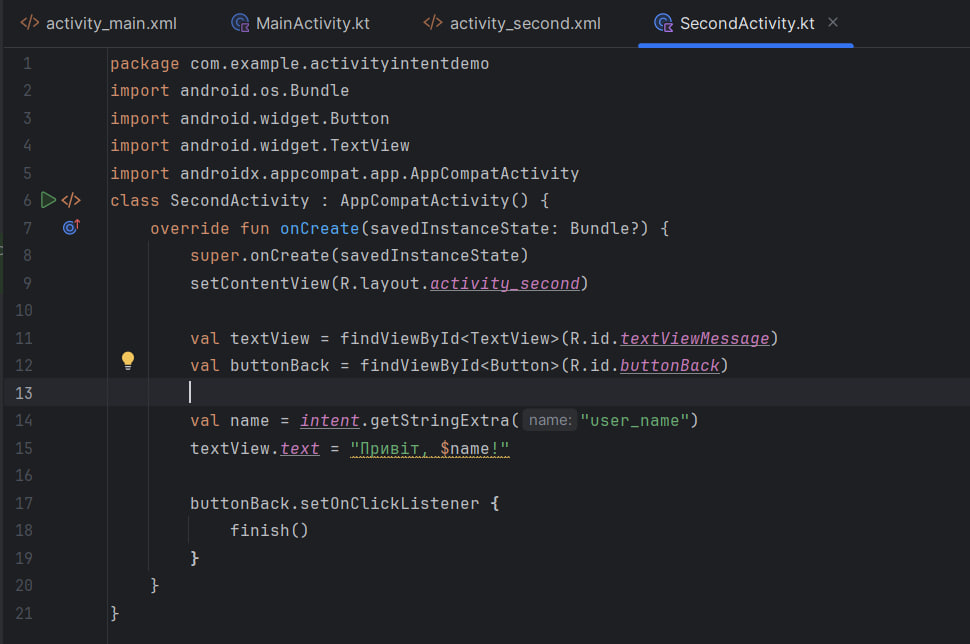 activity_main.xml MainActivity.kt activity_second.xml SecondActivity.kt
1 package com.example.activityintentdemo
2 import android.os.Bundle
3 import android.widget.Button
4 import android.widget.TextView
5 import androidx.appcompat.app.AppCompatActivity
6 class SecondActivity : AppCompatActivity() {
7     override fun onCreate(savedInstanceState: Bundle?) {
8         super.onCreate(savedInstanceState)
9         setContentView(R.layout.activity_second)
10
11         val textView = findViewById<TextView>(R.id.textViewMessage)
12         val buttonBack = findViewById<Button>(R.id.buttonBack)
13
14         val name = intent.getStringExtra( name: "user_name")
15         textView.text = "Привіт, $name!"
16
17         buttonBack.setOnClickListener {
18             finish()
19         }
20     }
21 }